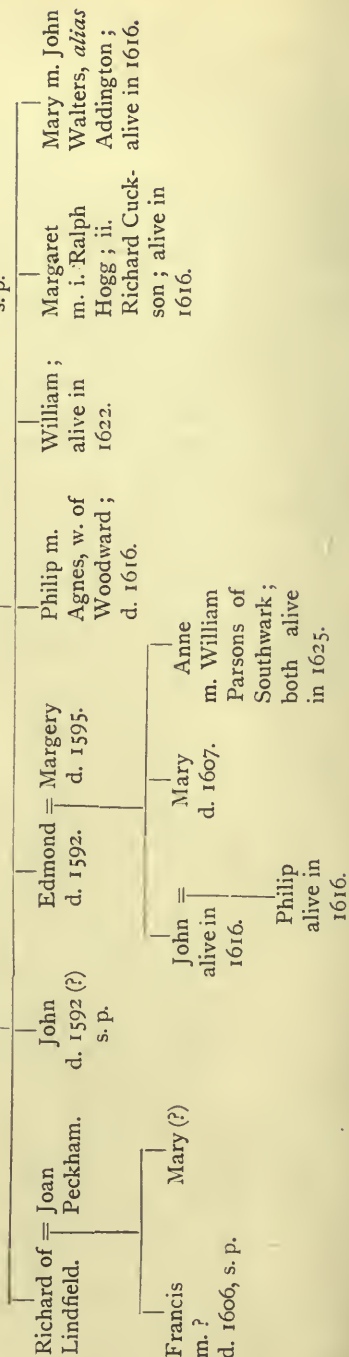 s. p.
Richard of = Joan
Lindfield. Peckham.
John
d. 1592 (?)
s. p.
Edmond = Margery
d. 1592. d. 1595.
Philip m.
Agnes, w. of
Woodward ;
d. 1616.
William ;
alive in
1622.
Margaret
m. i. Ralph
Hogg ; ii.
Richard Cuck-
son ; alive in
1616.
Mary m. John
Walters, alias
Addington ;
alive in 1616.
Francis
m. ?
d. 1606, s. p.
Mary (?)
John =
alive in
1616.
Mary
d. 1607.
Anne
m. William
Parsons of
Southwark ;
both alive
in 1625.
Philip
alive in
1616.